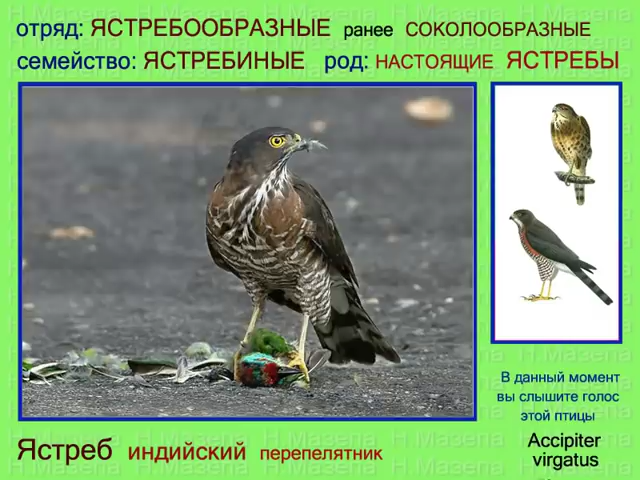 отряд: ЯСТРЕБООБРАЗНЫЕ ранее СОКОЛООБРАЗНЫЕ
семейство: ЯСТРЕБИНЫЕ род: НАСТОЯЩИЕ ЯСТРЕБЫ
В данный момент
вы слышите голос
этой птицы
Ястреб индийский перепелятник
Accipiter
virgatus
Н.Мазепа